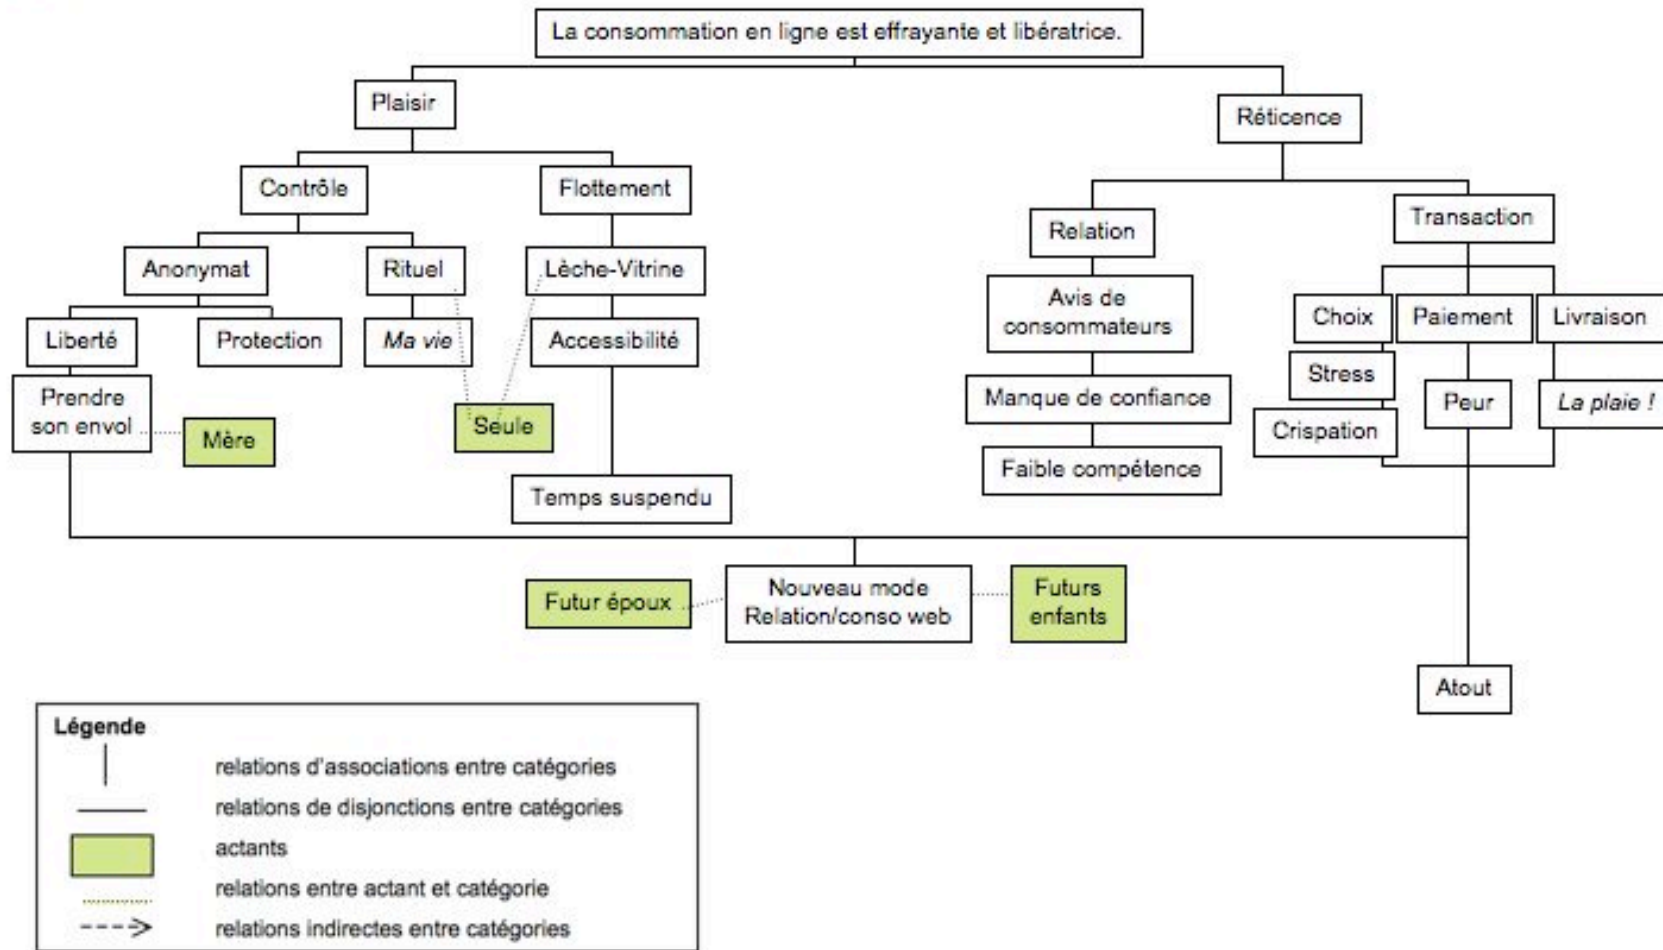 La consommation en ligne est effrayante et libératrice.
Plaisir
Réticence
Contrôle
Flottement
Relation
Transaction
Anonymat
Rituel
Lèche-Vitrine
Avis de
consommateurs
Choix
Paiement
Livraison
Liberté
Protection
Ma vie
Accessibilité
Stress
Prendre
son envol
Manque de confiance
Peur
La plaie !
Mère
Seule
Crispation
Faible compétence
Temps suspendu
Futur époux
Nouveau mode
Relation/conso web
Futurs
enfants
Atout
Légende
relations d'associations entre catégories
relations de disjonctions entre catégories
actants
relations entre actant et catégorie
relations indirectes entre catégories